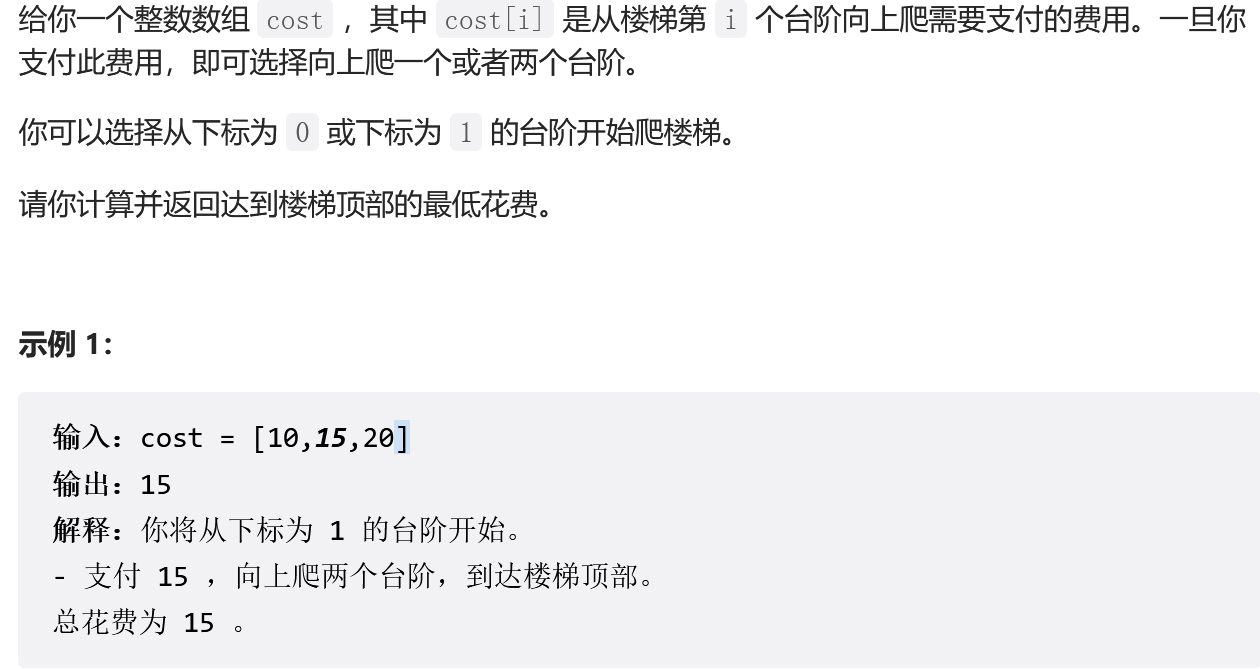 给你一个整数数组 cost ，其中 cost[i] 是从楼梯第 i 个台阶向上爬需要支付的费用。一旦你
支付此费用，即可选择向上爬一个或者两个台阶。
你可以选择从下标为 0 或下标为 1 的台阶开始爬楼梯。
请你计算并返回达到楼梯顶部的最低花费。
示例 1：
输入：cost = [10,15,20]
输出：15
解释：你将从下标为 1 的台阶开始。
- 支付 15 ，向上爬两个台阶，到达楼梯顶部。
总花费为 15 。